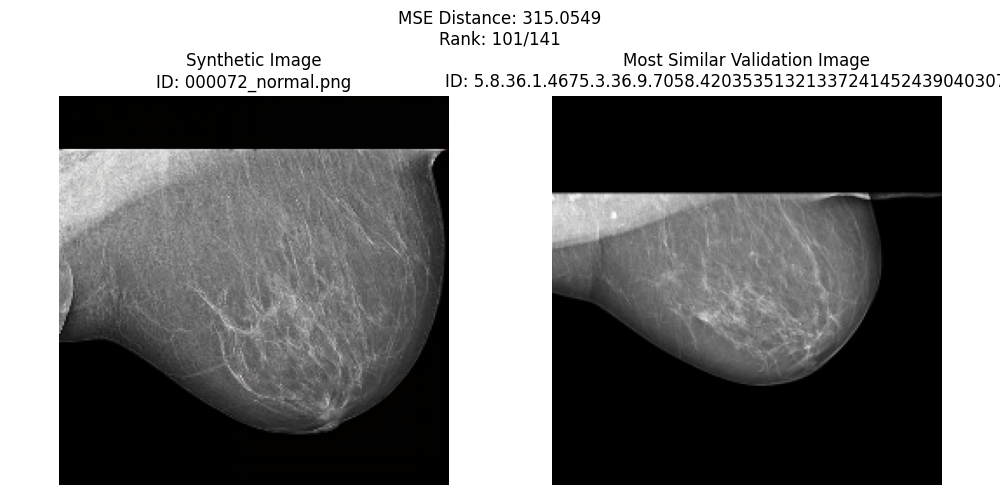 MSE Distance: 315.0549
Rank: 101/141
Synthetic Image
ID: 000072_normal.png
Most Similar Validation Image
ID: 5.8.36.1.4675.3.36.9.7058.42035351321337241452439040307